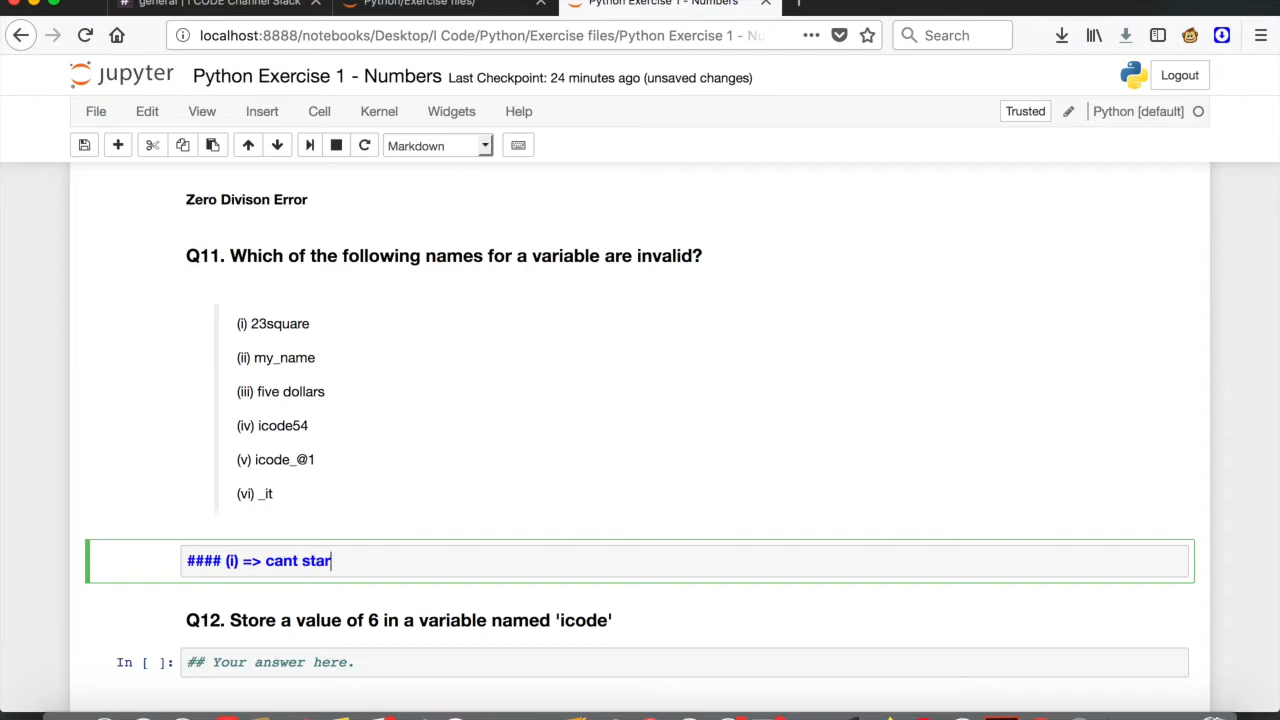 general | I CODE Channel Slack
Python/Exercise files/
Python Exercise 1 - Numbers
localhost:8888/notebooks/Desktop/I Code/Python/Exercise files/Python Exercise 1 - Nu
Search
jupyter Python Exercise 1 - Numbers Last Checkpoint: 24 minutes ago (unsaved changes)
Logout
File Edit View Insert Cell Kernel Widgets Help
Trusted Python [default]
Markdown
Zero Divison Error
Q11. Which of the following names for a variable are invalid?
(i) 23square
(ii) my_name
(iii) five dollars
(iv) icode54
(v) icode_@1
(vi) _it
#### (i) => cant star
Q12. Store a value of 6 in a variable named 'icode'
In [ ]: ## Your answer here.